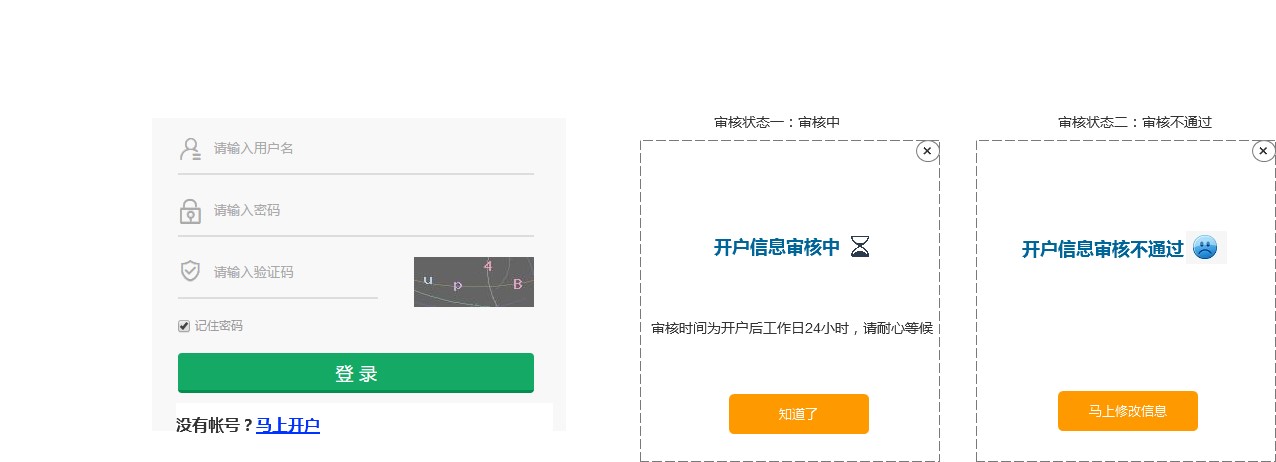 请输入用户名
请输入密码
请输入验证码
u p 4 B
记住密码
登 录
没有帐号？马上开户
审核状态一：审核中
开户信息审核中
审核时间为开户后工作日24小时，请耐心等候
知道了
审核状态二：审核不通过
开户信息审核不通过
马上修改信息